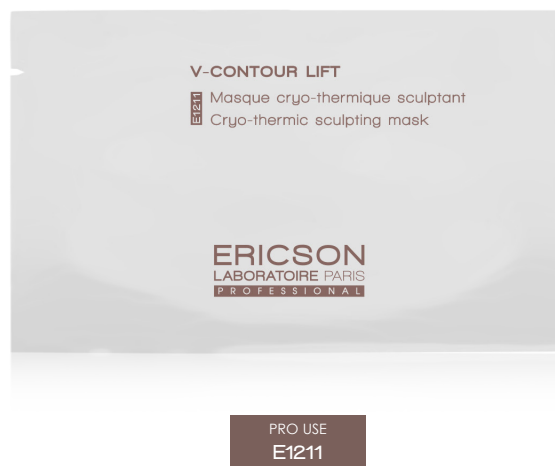 V-CONTOUR LIFT
E1211
Masque cryo-thermique sculptant
Cryo-thermic sculpting mask
ERICSON
LABORATOIRE PARIS
PROFESSIONAL
PRO USE
E1211